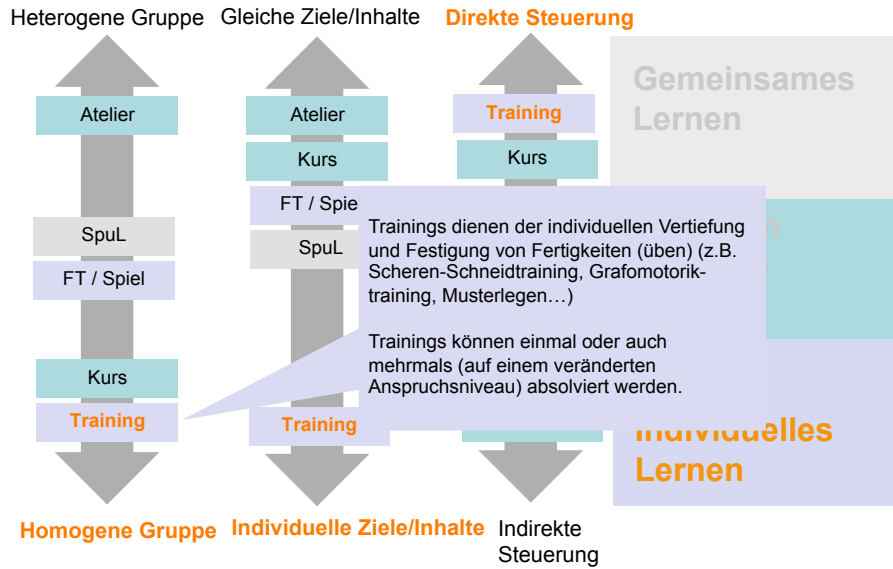 Heterogene Gruppe
Gleiche Ziele/Inhalte
Direkte Steuerung
Atelier
SpuL
FT / Spiel
Kurs
Training
Homogene Gruppe
Atelier
Kurs
FT / Spie
SpuL
Training
Individuelle Ziele/Inhalte
Training
Kurs
Indirekte
Steuerung
Gemeinsames
Lernen
Trainings dienen der individuellen Vertiefung
und Festigung von Fertigkeiten (üben) (z.B.
Scheren-Schneidtraining, Grafomotorik-
training, Musterlegen…)
Trainings können einmal oder auch
mehrmals (auf einem veränderten
Anspruchsniveau) absolviert werden.
Individuelles
Lernen